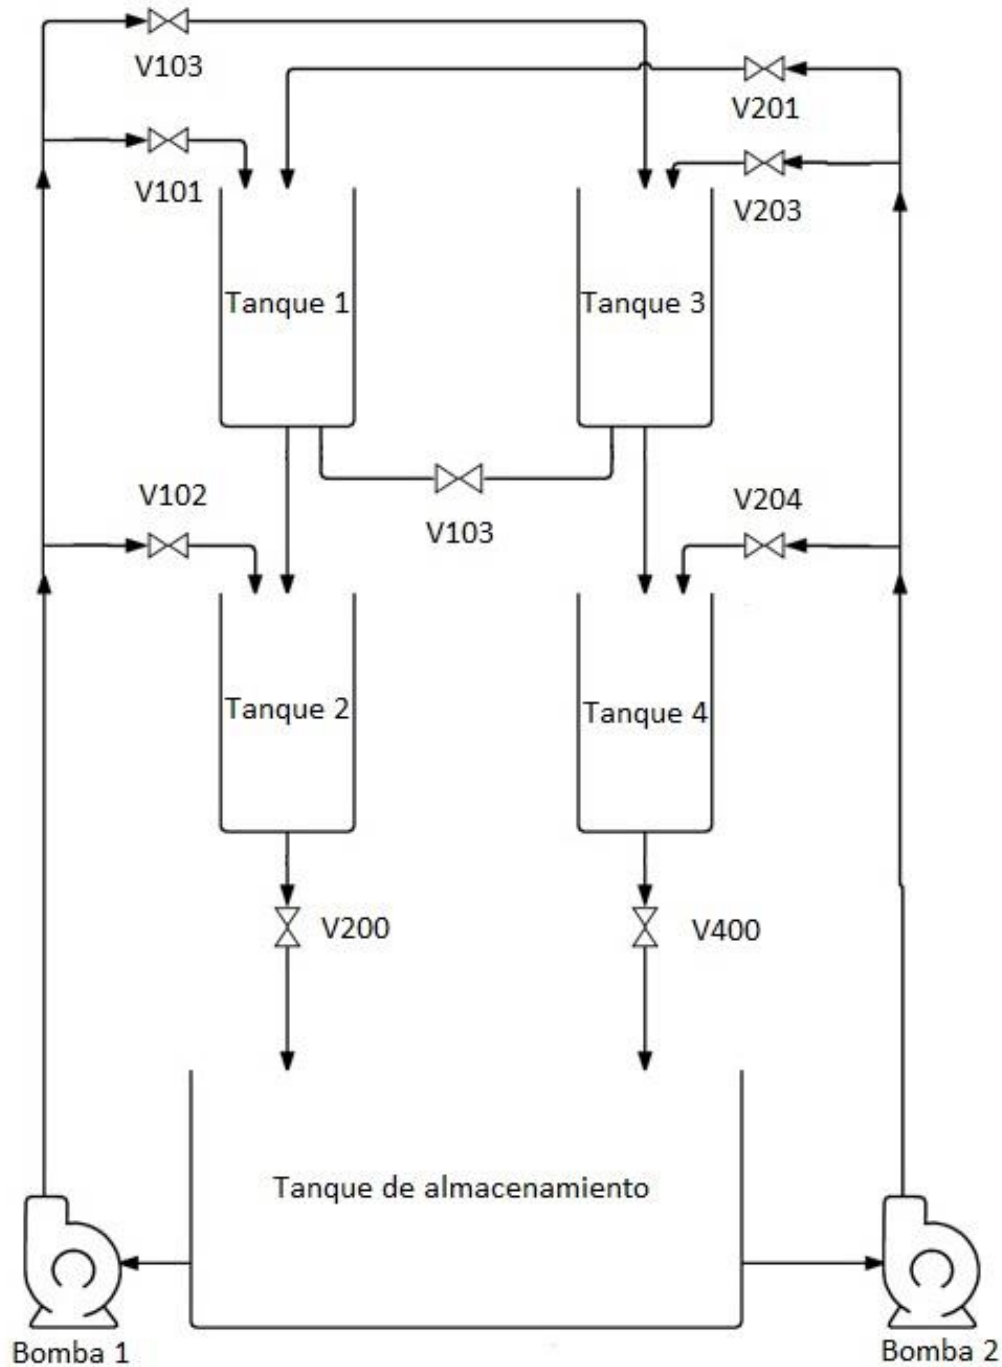 V103
V201
V101
V203
Tanque 1
Tanque 3
V102
V204
V103
Tanque 2
Tanque 4
V200
V400
Tanque de almacenamiento
Bomba 1
Bomba 2